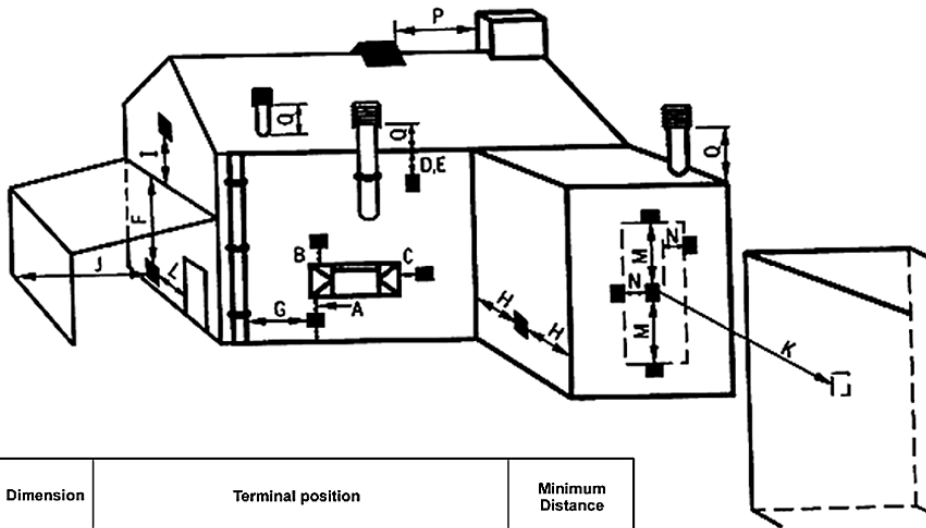 P
Q
Q
D,E
Q
I
F
B
C
M
N
J
L
N
G
A
H
H
M
K
Dimension
Terminal position
Minimum
Distance